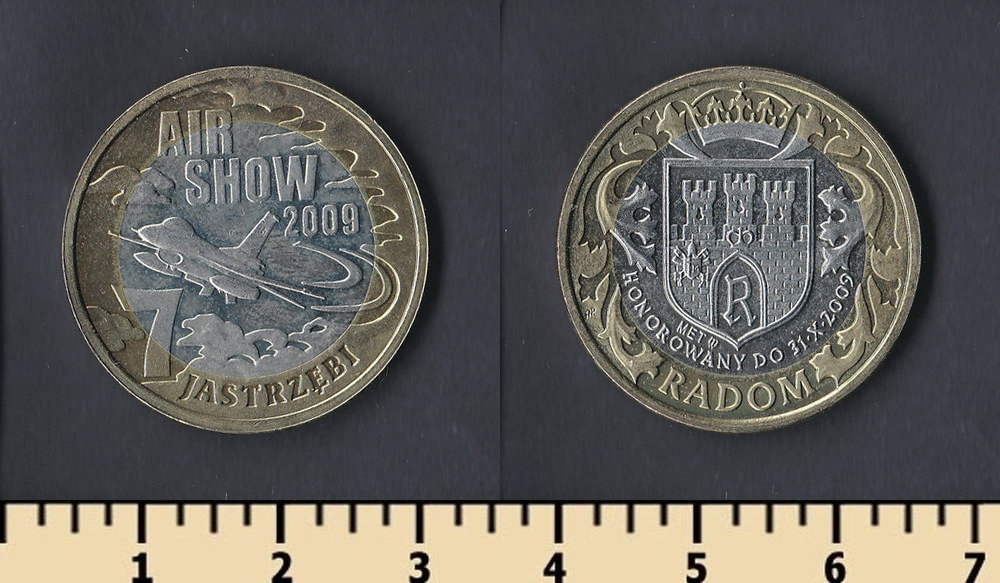 AIR
SHOW
2009
7
JASTRZĘBI
MET
HONOROWANY DO 31·X·2009
R
RADOM
1 2 3 4 5 6 7